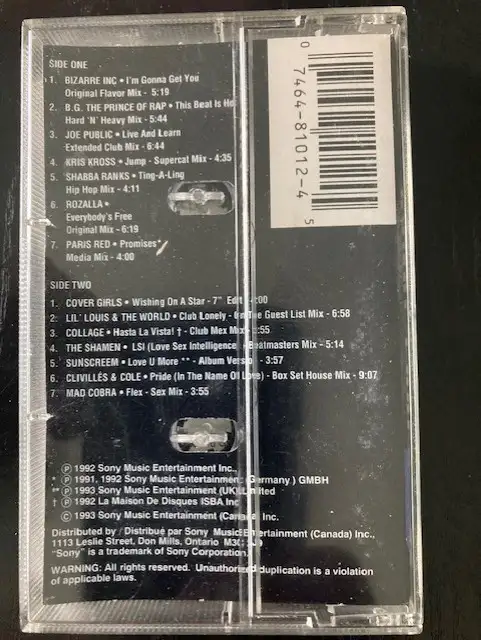 SIDE ONE
1. BIZARRE INC • I'm Gonna Get You
Original Flavor Mix - 5:19
2. B.G. THE PRINCE OF RAP • This Beat Is
Hard 'N' Heavy Mix - 5:44
3. JOE PUBLIC • Live And Learn
Extended Club Mix - 6:44
4. KRIS KROSS • Jump - Supercat Mix - 4:35
5. SHABBA RANKS • Ting-A-Ling
Hip Hop Mix - 4:11
6. ROZALLA *
Everybody's Free
Original Mix - 6:19
7. PARIS RED • Promises*
Media Mix - 4:00
SIDE TWO
1. COVER GIRLS • Wishing On A Star - 7" Edit - :00
2. LIL' LOUIS & THE WORLD • Club Lonely - On The Guest List Mix - 6:58
3. COLLAGE • Hasta La Vista! † - Club Mex Mix - :55
4. THE SHAMEN • LSI (Love Sex Intelligence) - Beatmasters Mix - 5:14
5. SUNSCREEM • Love U More ** - Album Version - 3:57
6. CLIVILLÉS & COLE • Pride (In The Name Of Love) - Box Set House Mix - 9:07
7. MAD COBRA • Flex - Sex Mix - 3:55
℗ 1992 Sony Music Entertainment Inc.,
* ℗ 1991, 1992 Sony Music Entertainment (Germany) GMBH
** ℗ 1993 Sony Music Entertainment (UK) Limited
† ℗ 1992 La Maison De Disques ISBA Inc
© 1993 Sony Music Entertainment (Canada) Inc.
Distributed by / Distribué par Sony Music Entertainment (Canada) Inc.,
1113 Leslie Street, Don Mills, Ontario
"Sony" is a trademark of Sony Corporation.
WARNING: All rights reserved. Unauthorized duplication is a violation
of applicable laws.
0 7464-81012-4 5